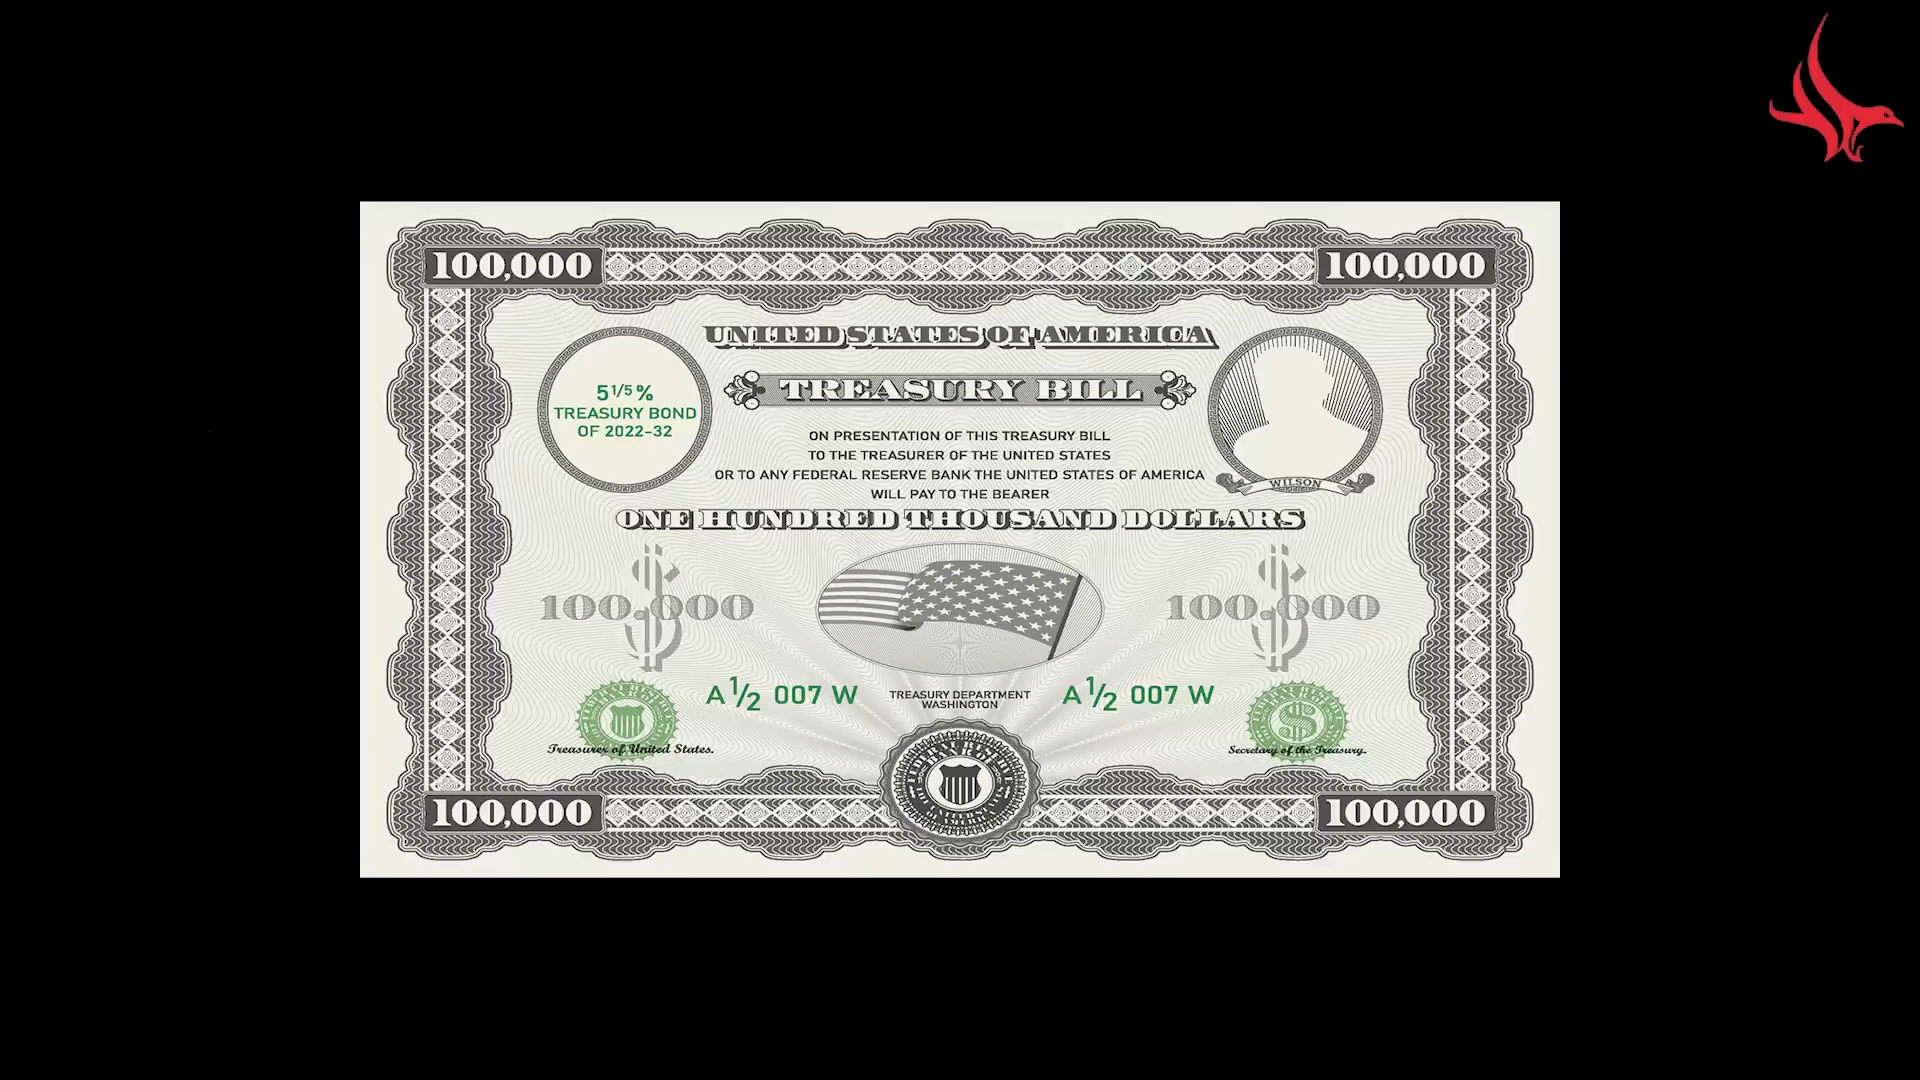 100,000 100,000
UNITED STATES OF AMERICA
TREASURY BILL
5 1/5 %
TREASURY BOND
OF 2022-32
ON PRESENTATION OF THIS TREASURY BILL
TO THE TREASURER OF THE UNITED STATES
OR TO ANY FEDERAL RESERVE BANK THE UNITED STATES OF AMERICA
WILL PAY TO THE BEARER
WILSON
ONE HUNDRED THOUSAND DOLLARS
$ 100,000 $ 100,000
A 1/2 007 W
TREASURY DEPARTMENT
WASHINGTON
A 1/2 007 W
Treasurer of United States.
Secretary of the Treasury.
100,000 100,000